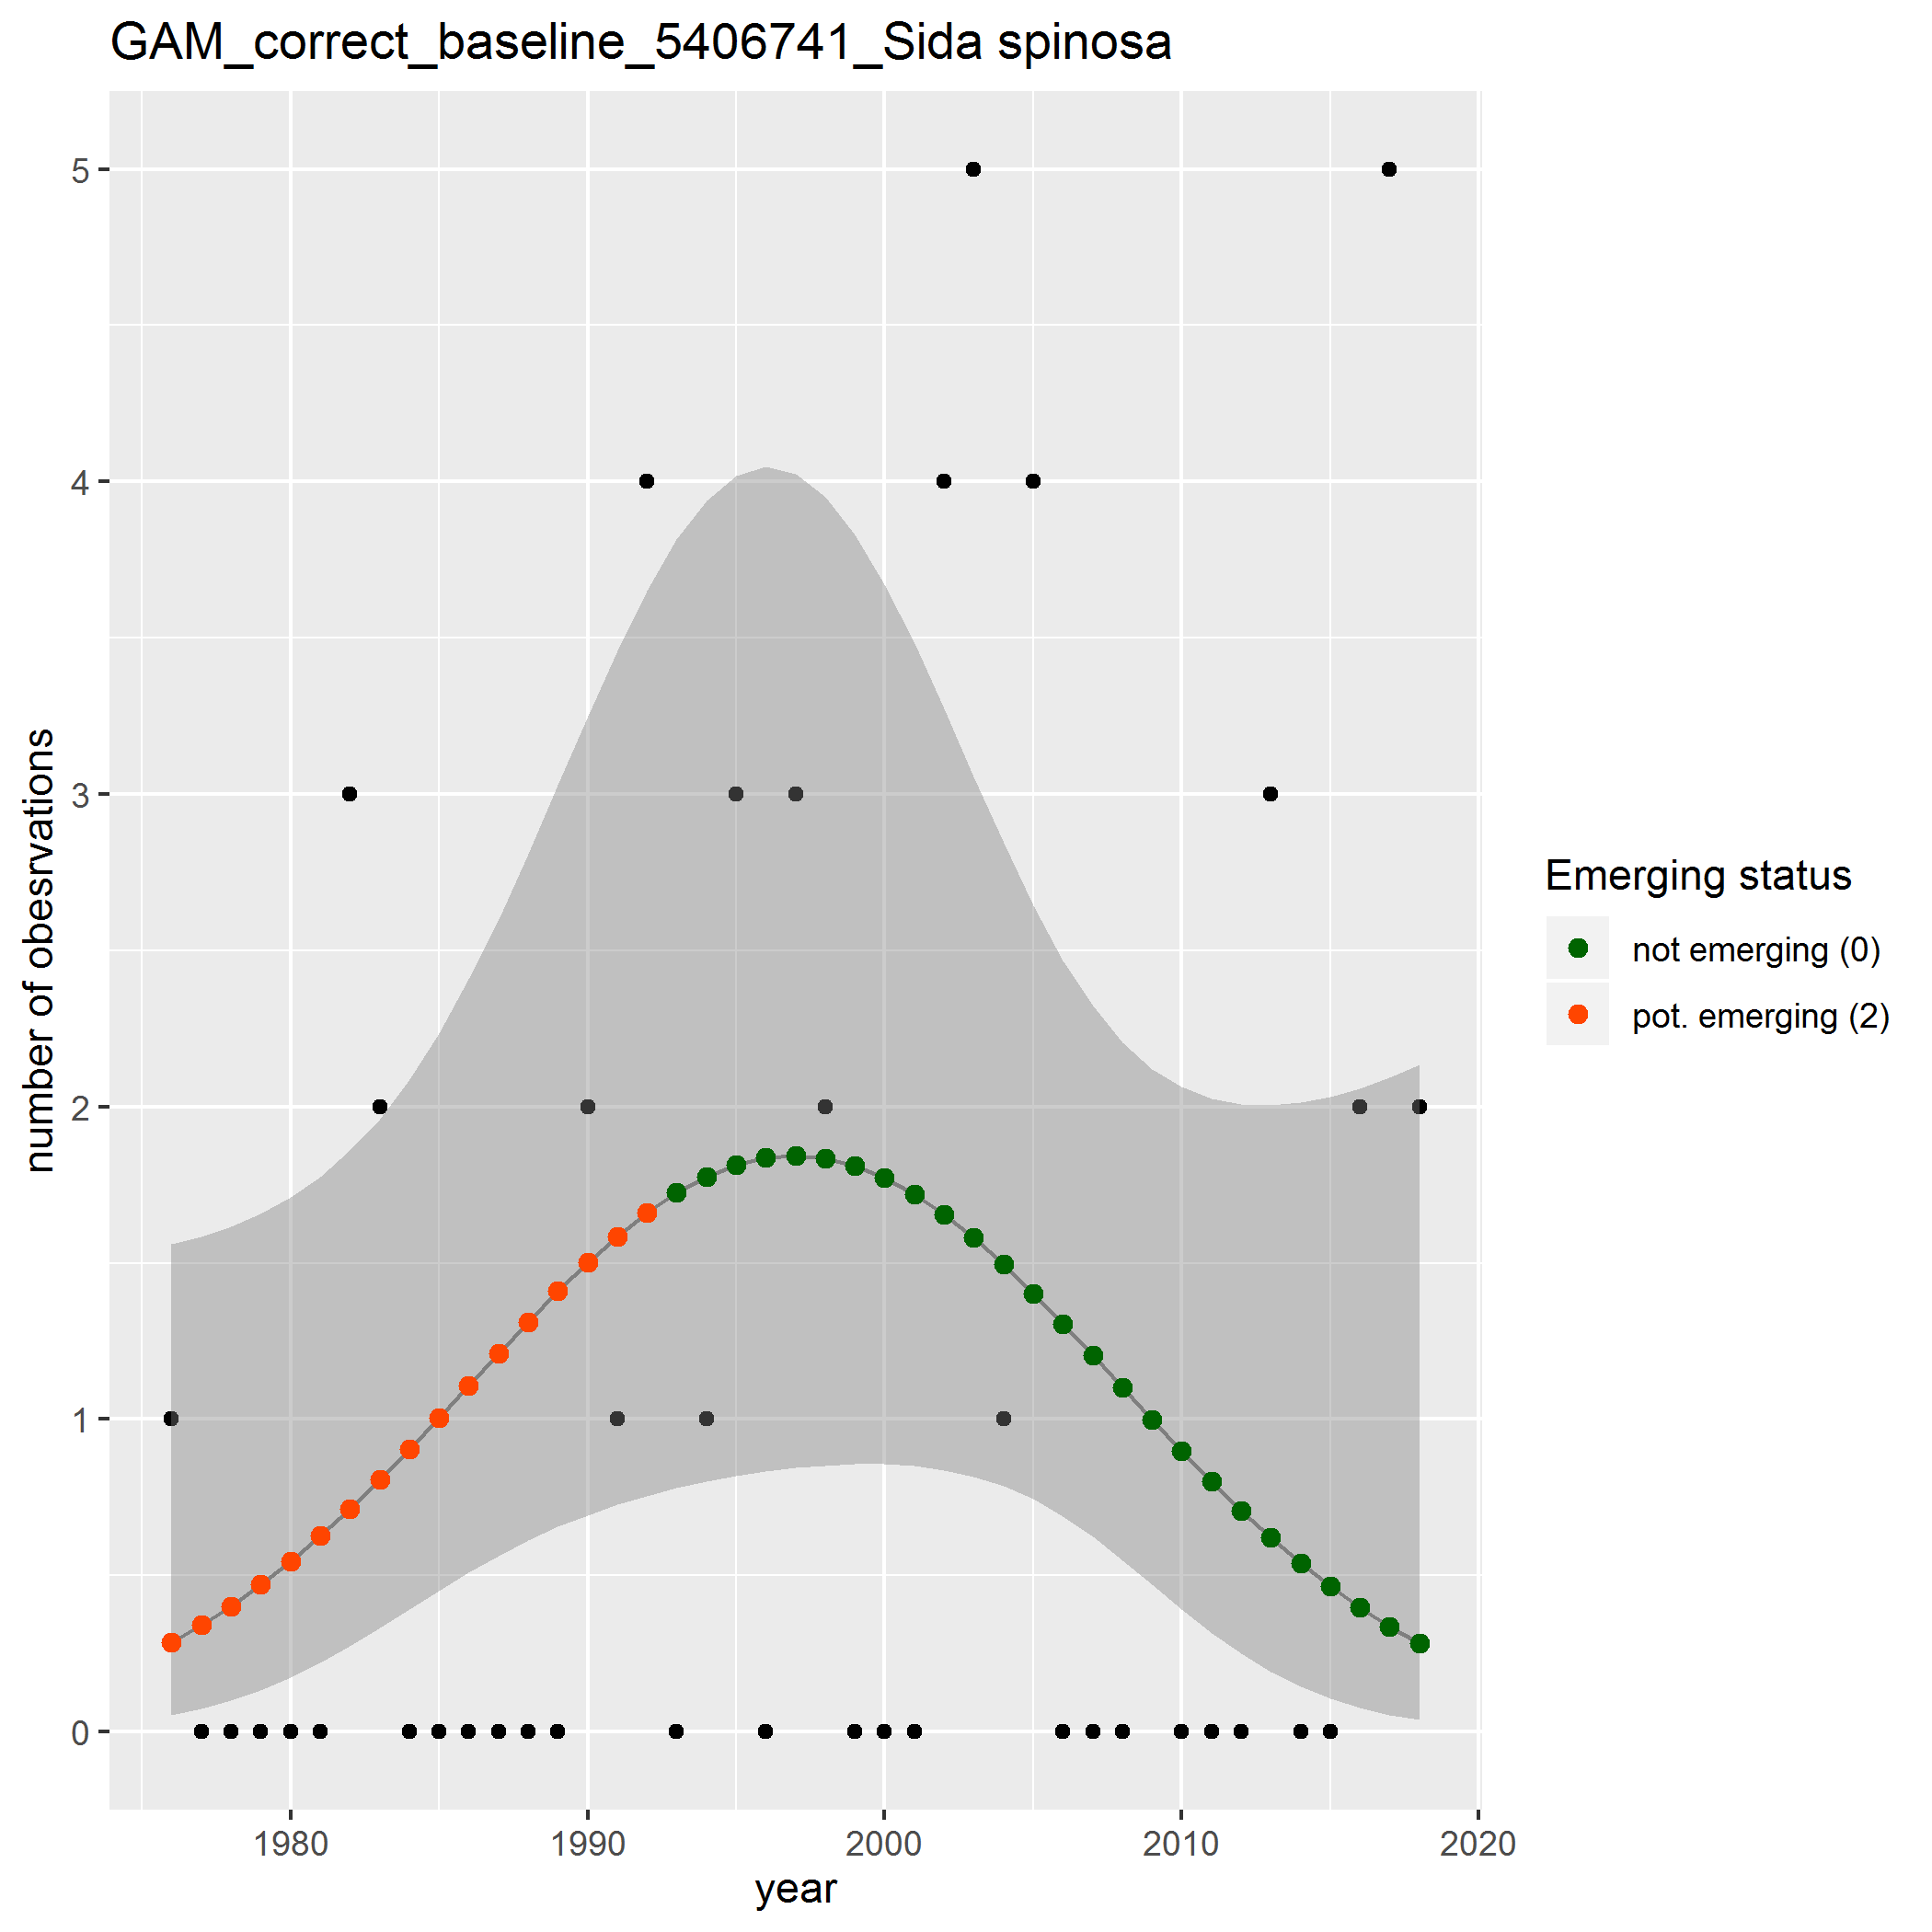 GAM_correct_baseline_5406741_Sida spinosa
5
4
3
2
1
0
number of obesrvations
1980
1990
2000
2010
2020
year
Emerging status
not emerging (0)
pot. emerging (2)